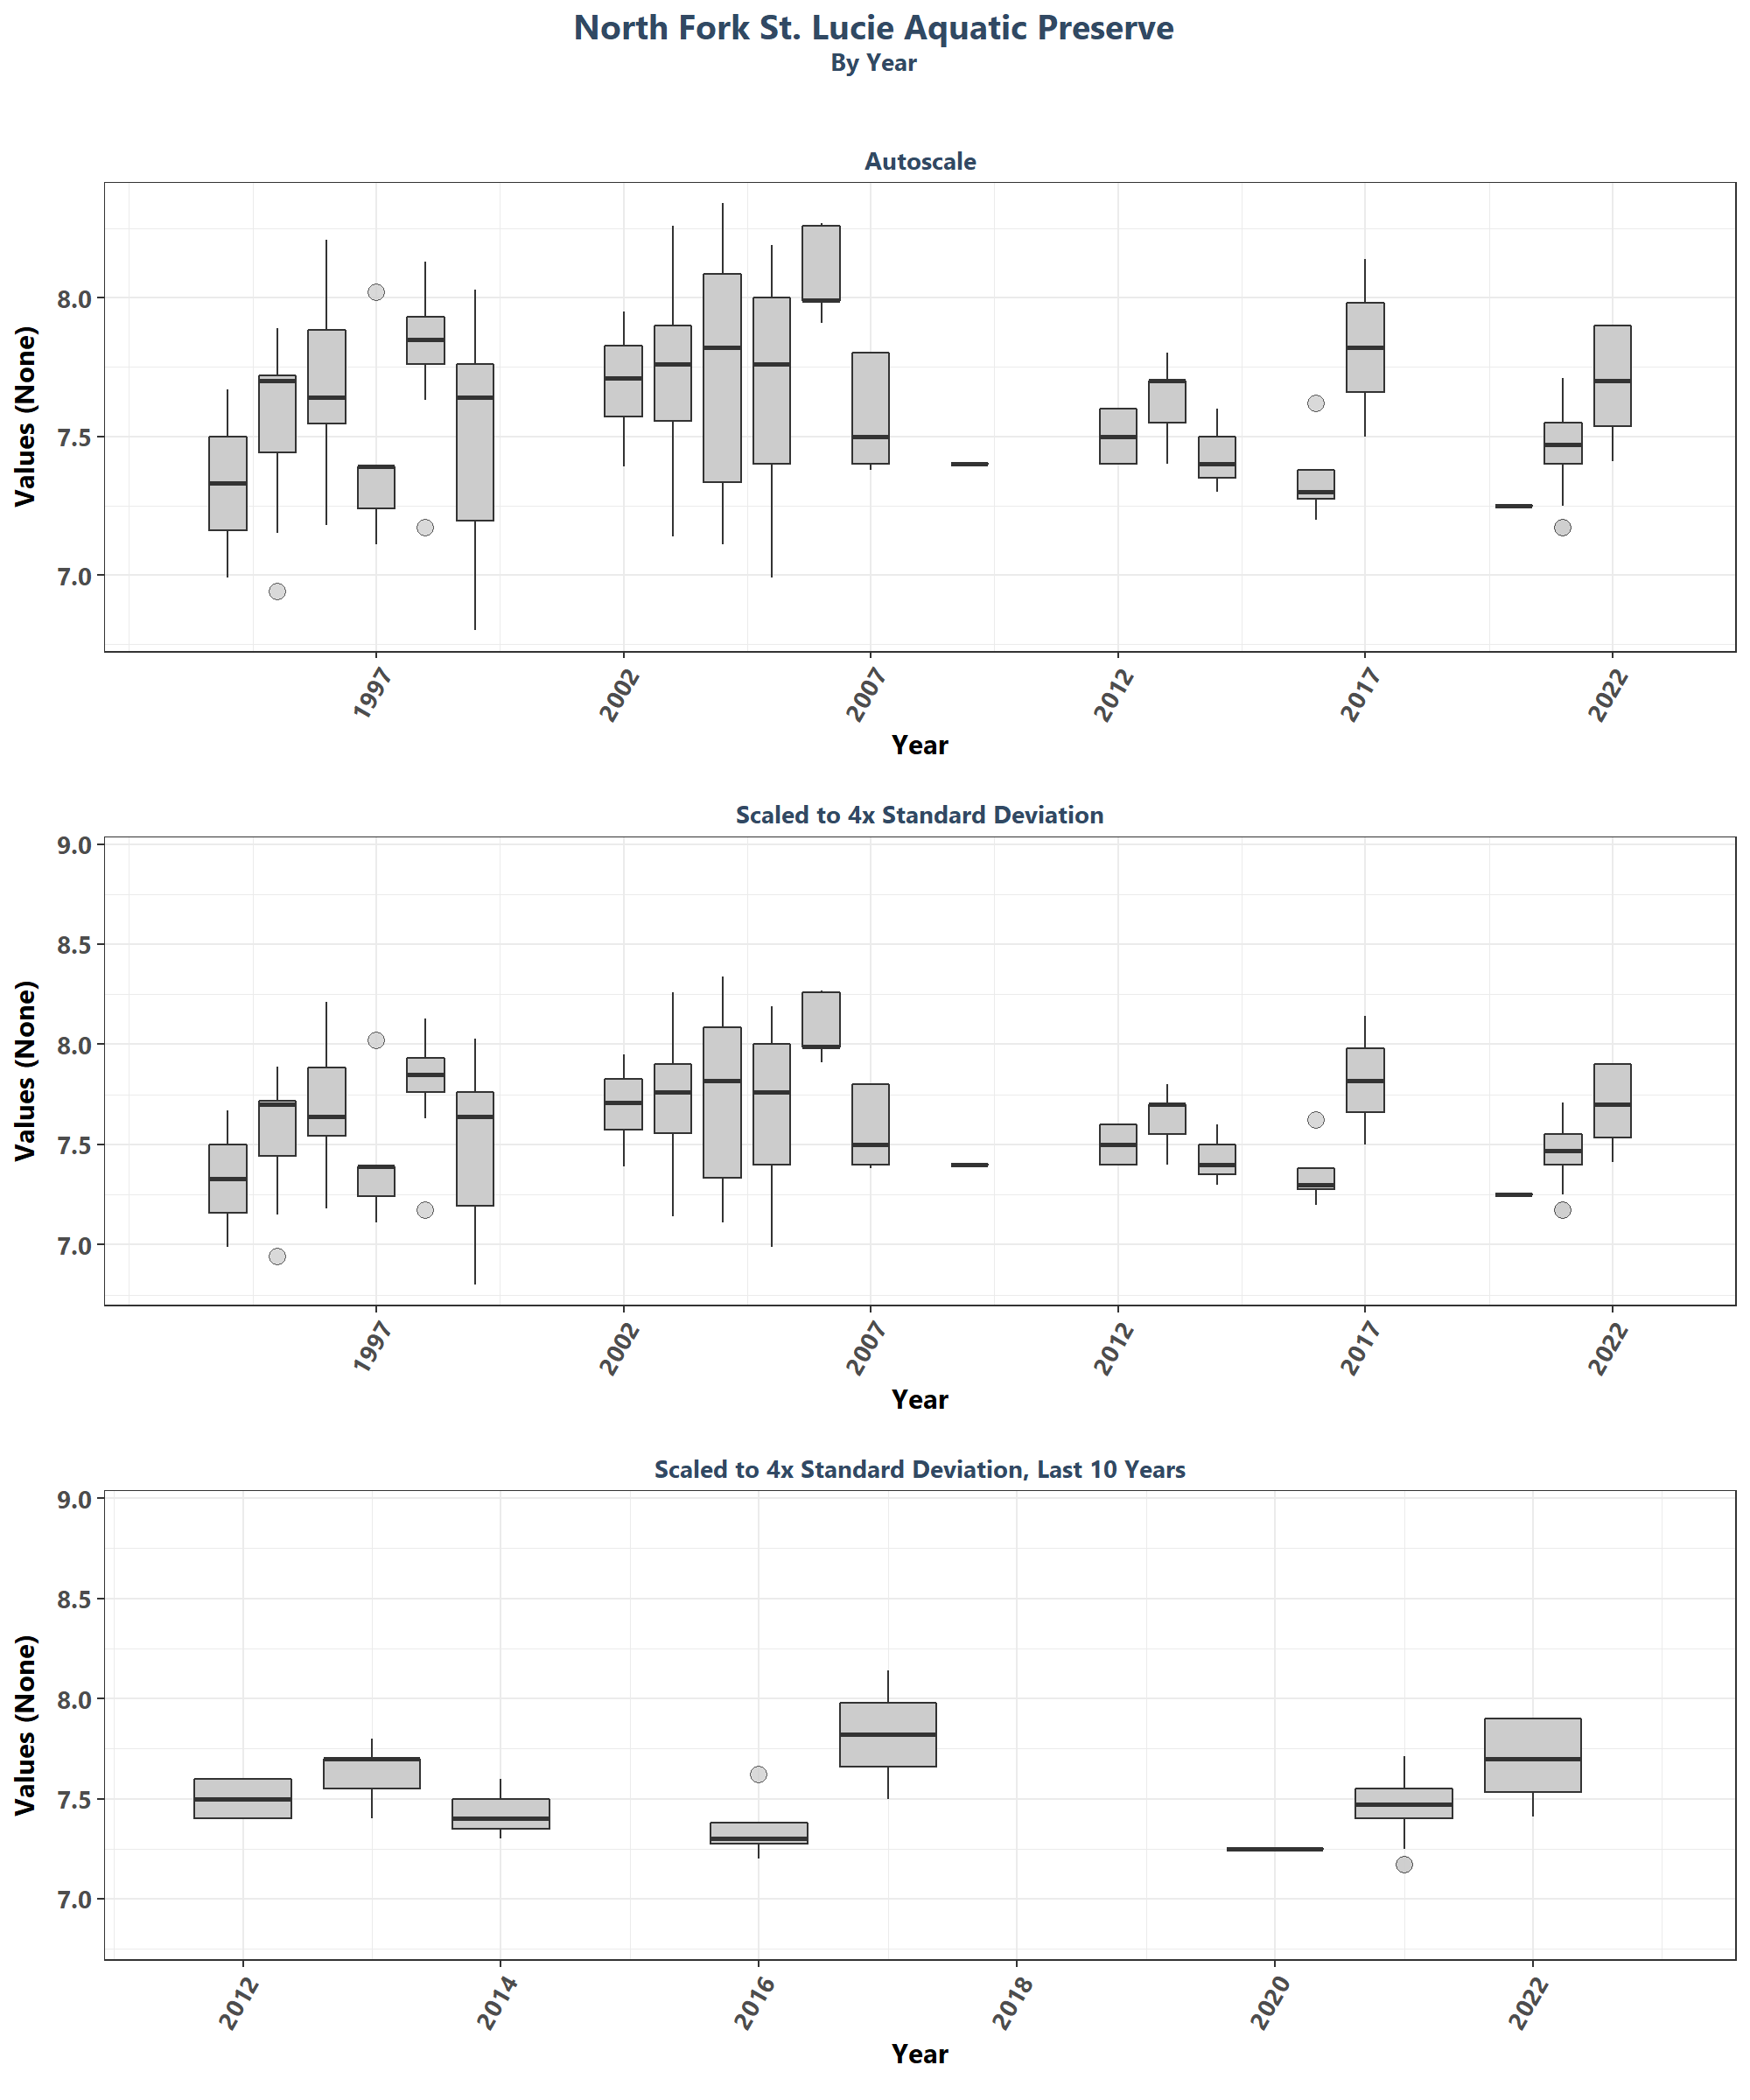 North Fork St. Lucie Aquatic Preserve
By Year
Autoscale
Values (None)
8.0
7.5
7.0
1997
2002
2007
2012
2017
2022
Year
Scaled to 4x Standard Deviation
Values (None)
9.0
8.5
8.0
7.5
7.0
1997
2002
2007
2012
2017
2022
Year
Scaled to 4x Standard Deviation, Last 10 Years
Values (None)
9.0
8.5
8.0
7.5
7.0
2012
2014
2016
2018
2020
2022
Year